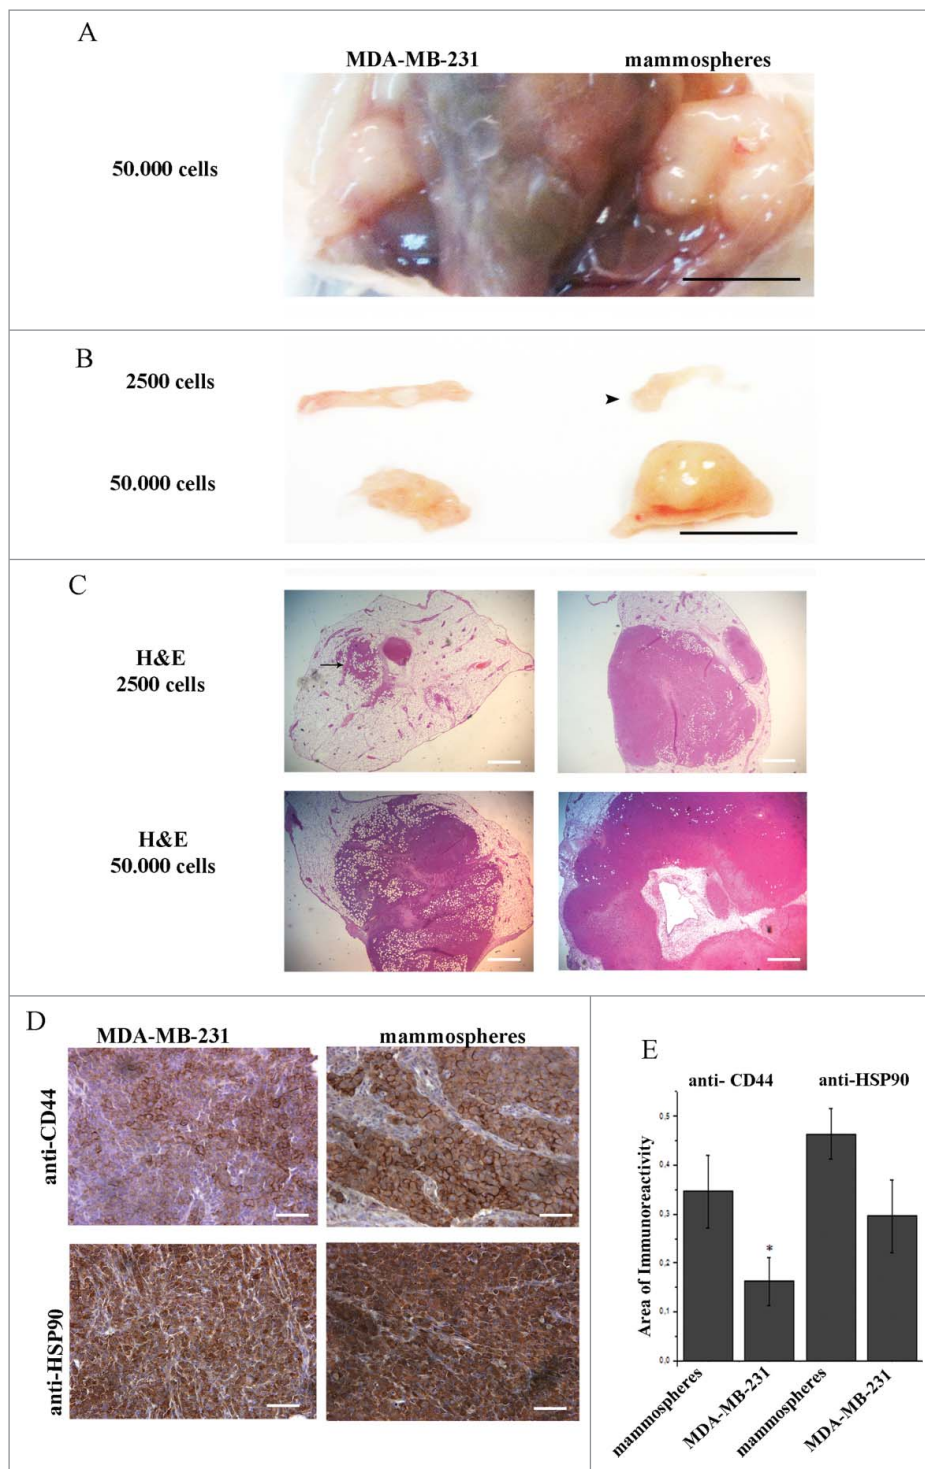 A
MDA-MB-231 mammospheres
50.000 cells
B
2500 cells
50.000 cells
C
H&E
2500 cells
H&E
50.000 cells
D
MDA-MB-231 mammospheres
anti-CD44
anti-HSP90
E
anti- CD44 anti-HSP90
Area of Immunoreactivity
0,5
0,4
0,3
0,2
0,1
0,0
*
mammospheres
MDA-MB-231
mammospheres
MDA-MB-231